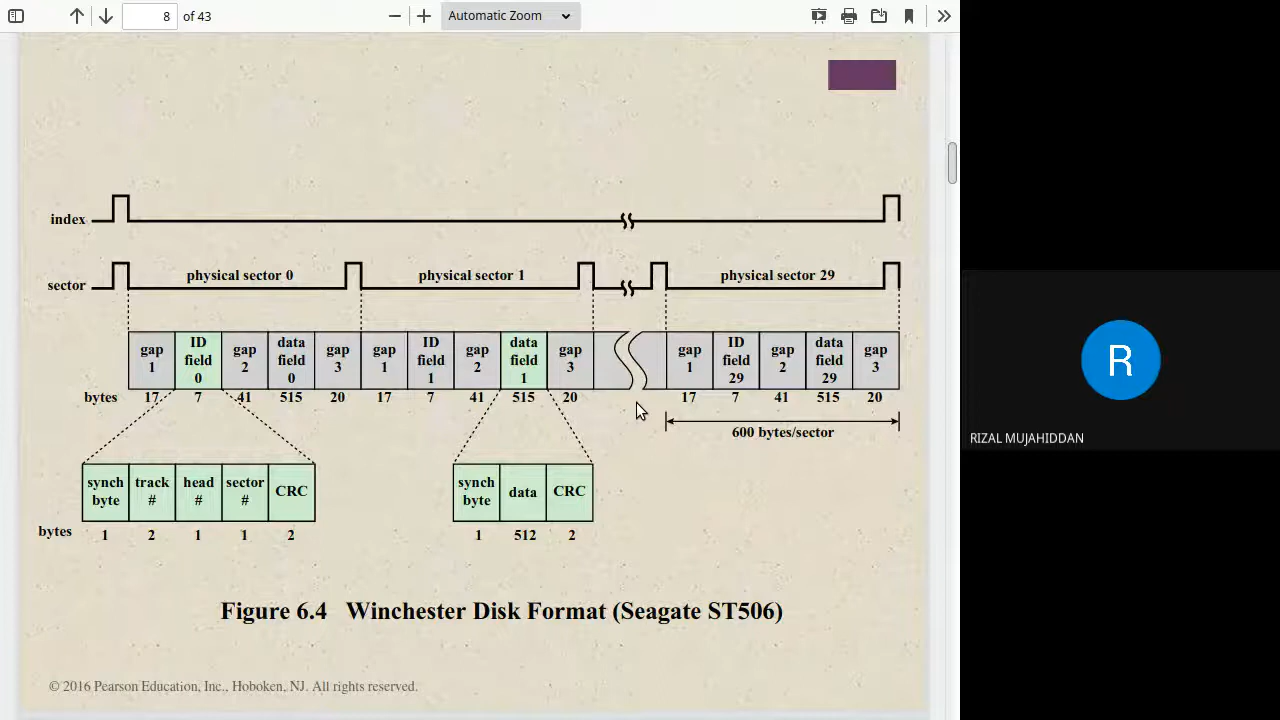 8 of 43 Automatic Zoom
index
physical sector 0 physical sector 1 physical sector 29
sector
gap 1 ID field 0 gap 2 data field 0 gap 3 gap 1 ID field 1 gap 2 data field 1 gap 3 gap 1 ID field 29 gap 2 data field 29 gap 3
bytes 17 7 41 515 20 17 7 41 515 20 17 7 41 515 20
600 bytes/sector
synch byte track # head # sector # CRC synch byte data CRC
bytes 1 2 1 1 2 1 512 2
Figure 6.4 Winchester Disk Format (Seagate ST506)
© 2016 Pearson Education, Inc., Hoboken, NJ. All rights reserved.
R
RIZAL MUJAHIDDAN